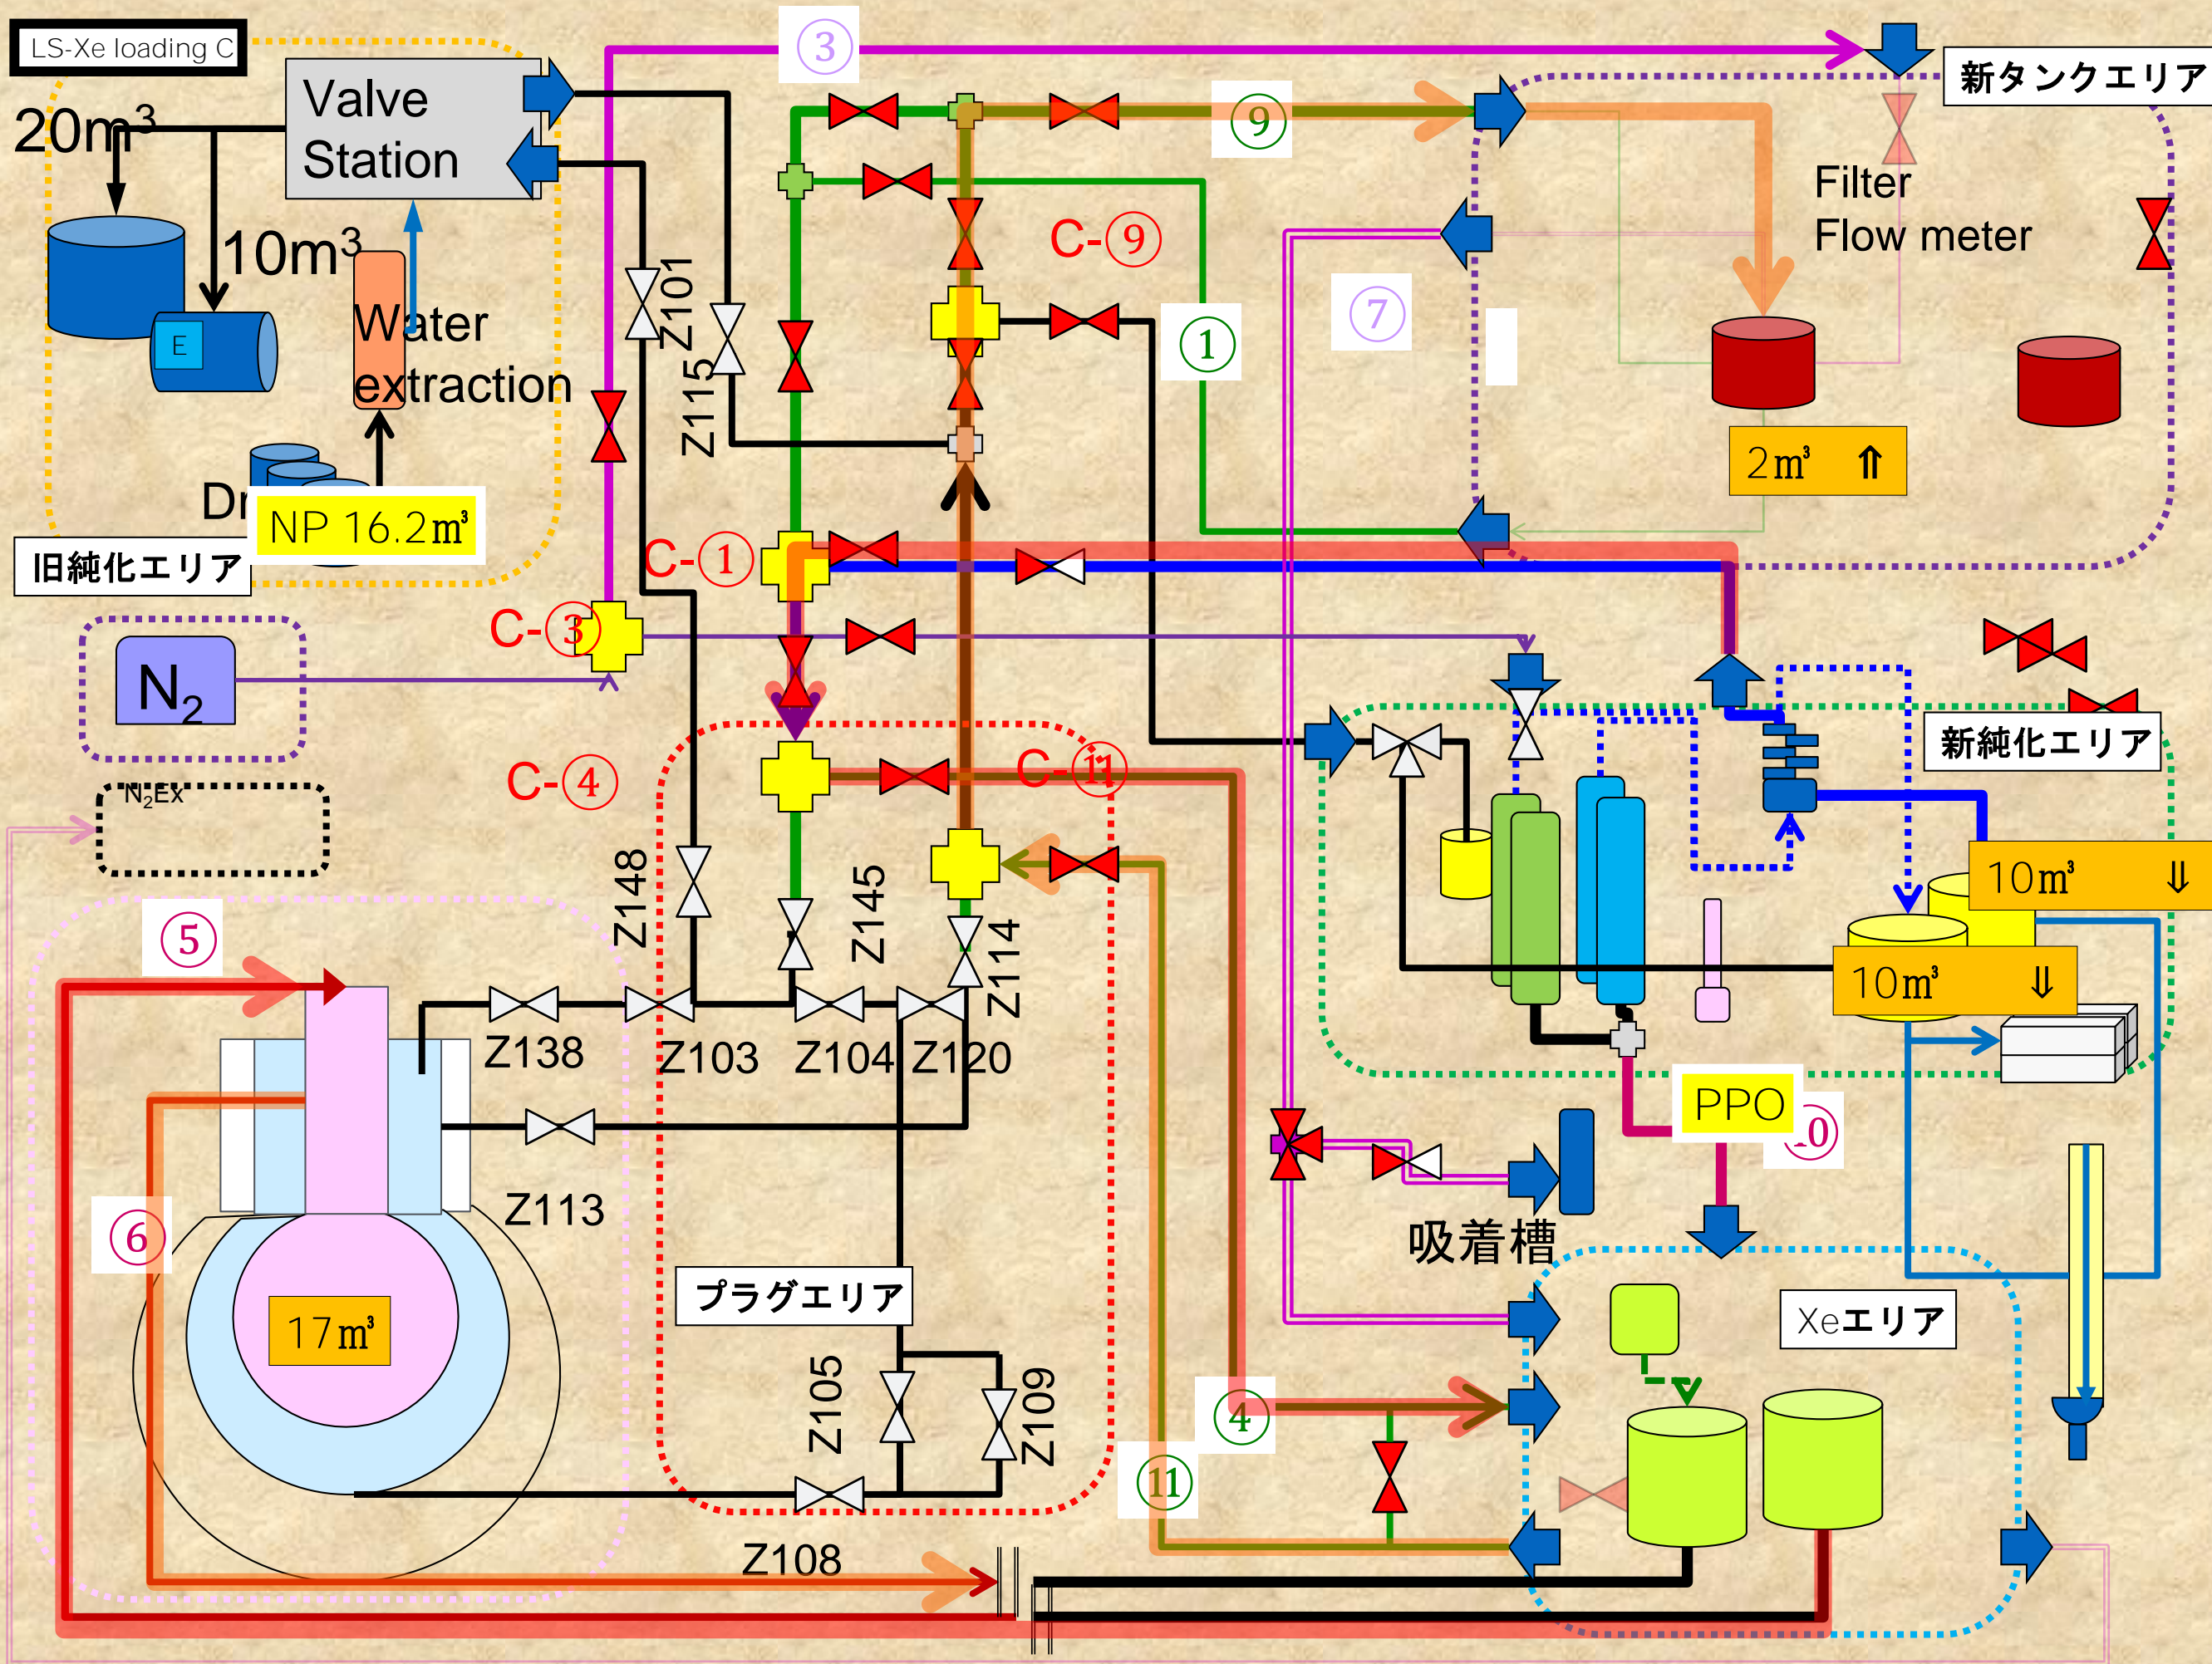 LS-Xe loading C
③
新タンクエリア
Valve
Station
20m³
⑨
Filter
Flow meter
10m³
C-⑨
Z101
⑦
Water
extraction
E
①
Z115
2㎥ ⇑
Dr
NP 16.2㎥
旧純化エリア
C-①
C-③
N₂
新純化エリア
C-④
C-⑪
N₂Ex
10㎥ ⇓
Z148
Z145
Z114
⑤
10㎥ ⇓
Z138
Z103
Z104
Z120
PPO
⑩
Z113
⑥
吸着槽
プラグエリア
17㎥
Xeエリア
Z105
Z109
④
⑪
Z108